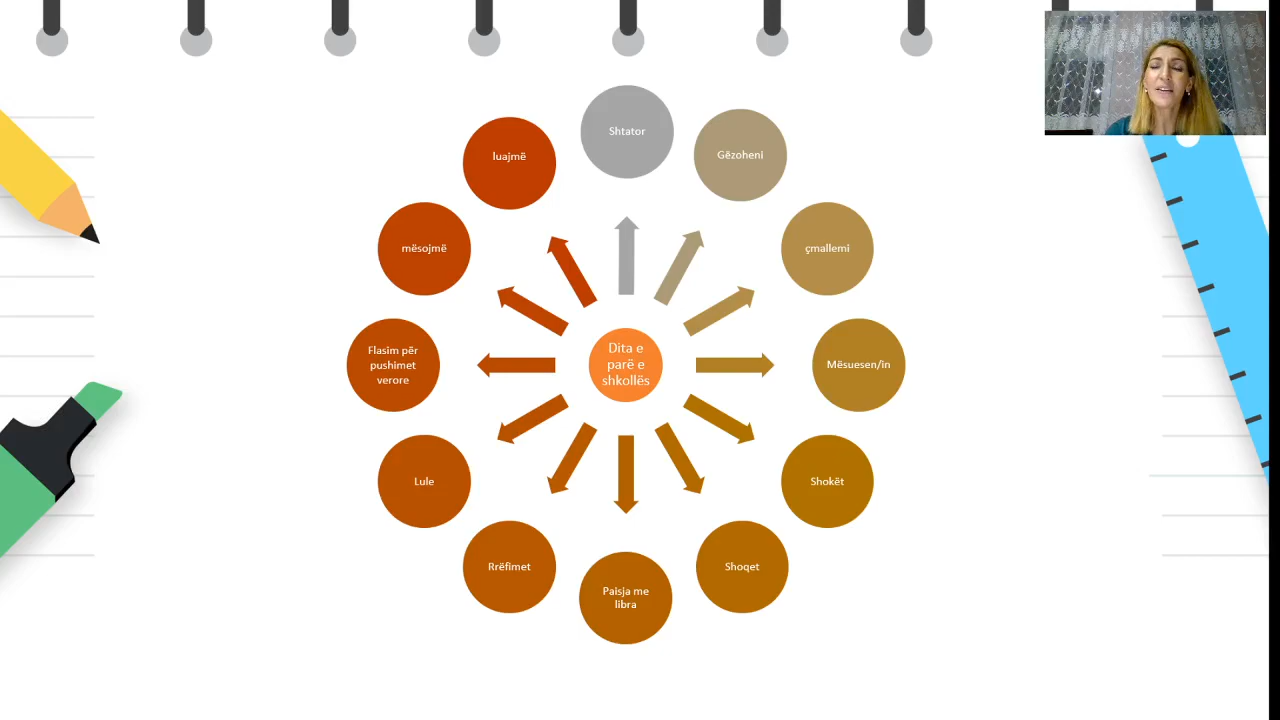 Shtator
Gëzoheni
çmallemi
Mësuesen/in
Shokët
Shoqet
Paisja me
libra
Rrëfimet
Lule
Flasim për
pushimet
verore
mësojmë
luajmë
Dita e
parë e
shkollës